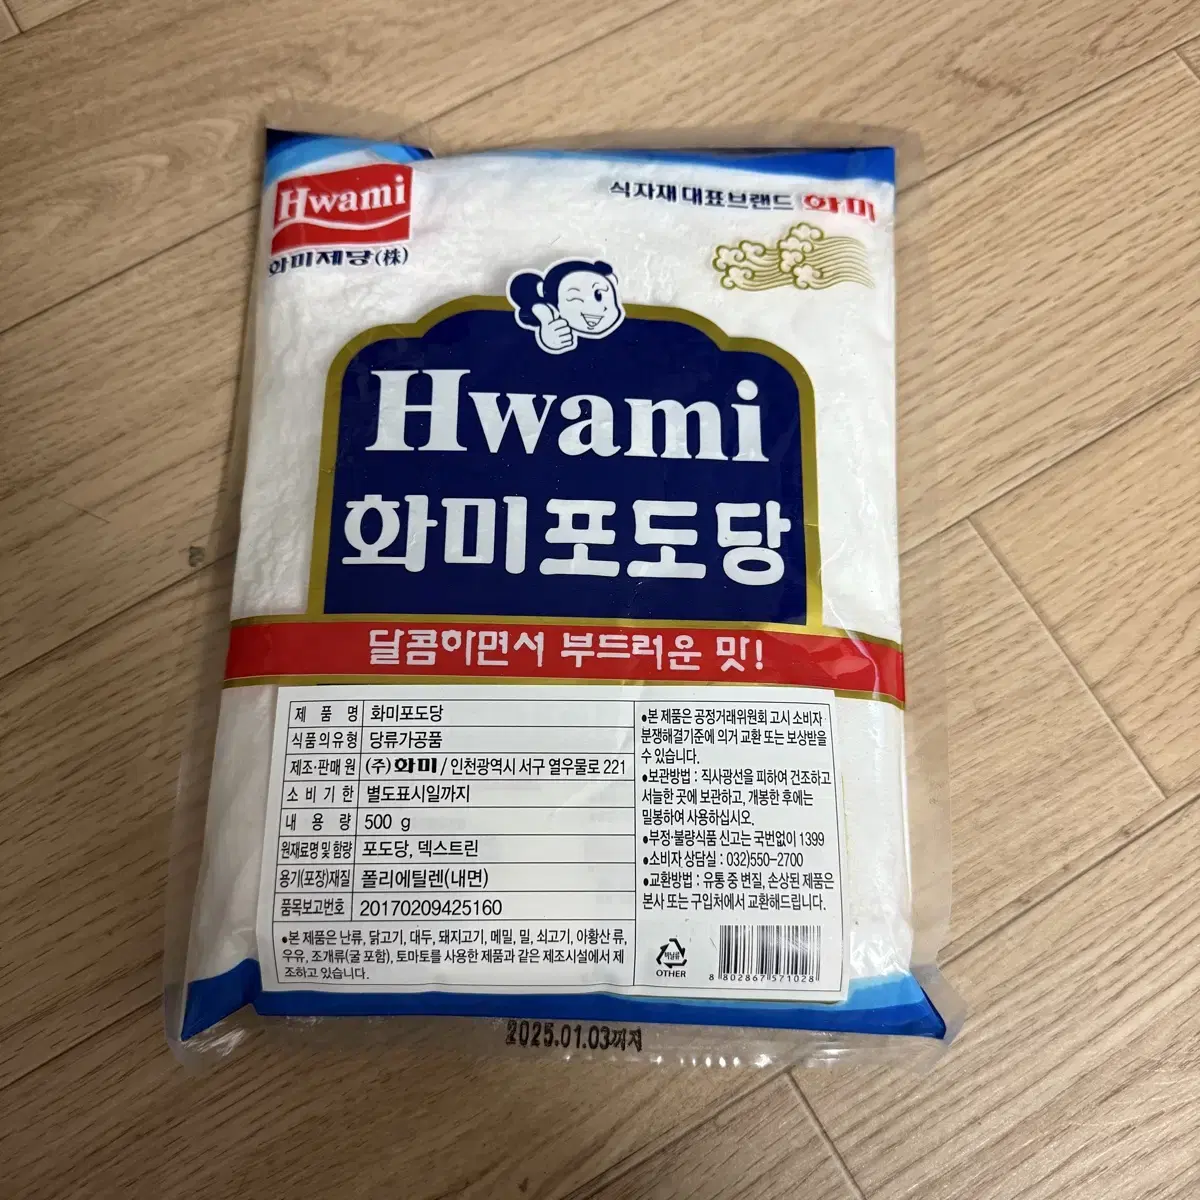 Hwami
화미제당(株)
식자재 대표브랜드 화미
Hwami
화미포도당
달콤하면서 부드러운 맛!
제 품 명 화미포도당
식품의유형 당류가공품
제조·판매원 (주)화미 / 인천광역시 서구 열우물로 221
소비기한 별도표시일까지
내 용 량 500 g
원재료명 및 함량 포도당, 덱스트린
용기(포장)재질 폴리에틸렌(내면)
품목보고번호 20170209425160
●본 제품은 난류, 닭고기, 대두, 돼지고기, 메밀, 밀, 쇠고기, 아황산 류,
우유, 조개류(굴 포함), 토마토를 사용한 제품과 같은 제조시설에서 제
조하고 있습니다.
●본 제품은 공정거래위원회 고시 소비자
분쟁해결기준에 의거 교환 또는 보상받을
수 있습니다.
●보관방법 : 직사광선을 피하여 건조하고
서늘한 곳에 보관하고, 개봉한 후에는
밀봉하여 사용하십시오.
●부정·불량식품 신고는 국번없이 1399
●소비자 상담실 : 032)550-2700
●교환방법 : 유통 중 변질, 손상된 제품은
본사 또는 구입처에서 교환해드립니다.
비닐류
OTHER
8 802867 571028
2025.01.03까지